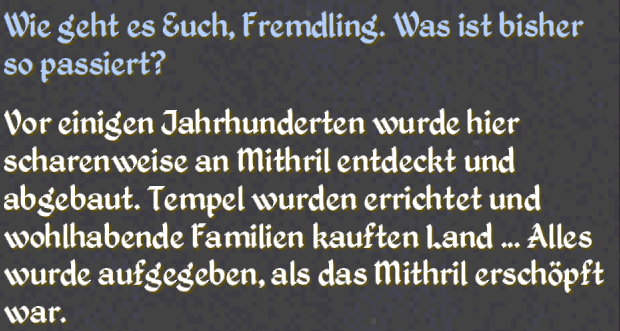 Wie geht es Euch, Fremdling. Was ist bisher
so passiert?
Vor einigen Jahrhunderten wurde hier
scharenweise an Mithril entdeckt und
abgebaut. Tempel wurden errichtet und
wohlhabende Familien kauften Land ... Alles
wurde aufgegeben, als das Mithril erschöpft
war.